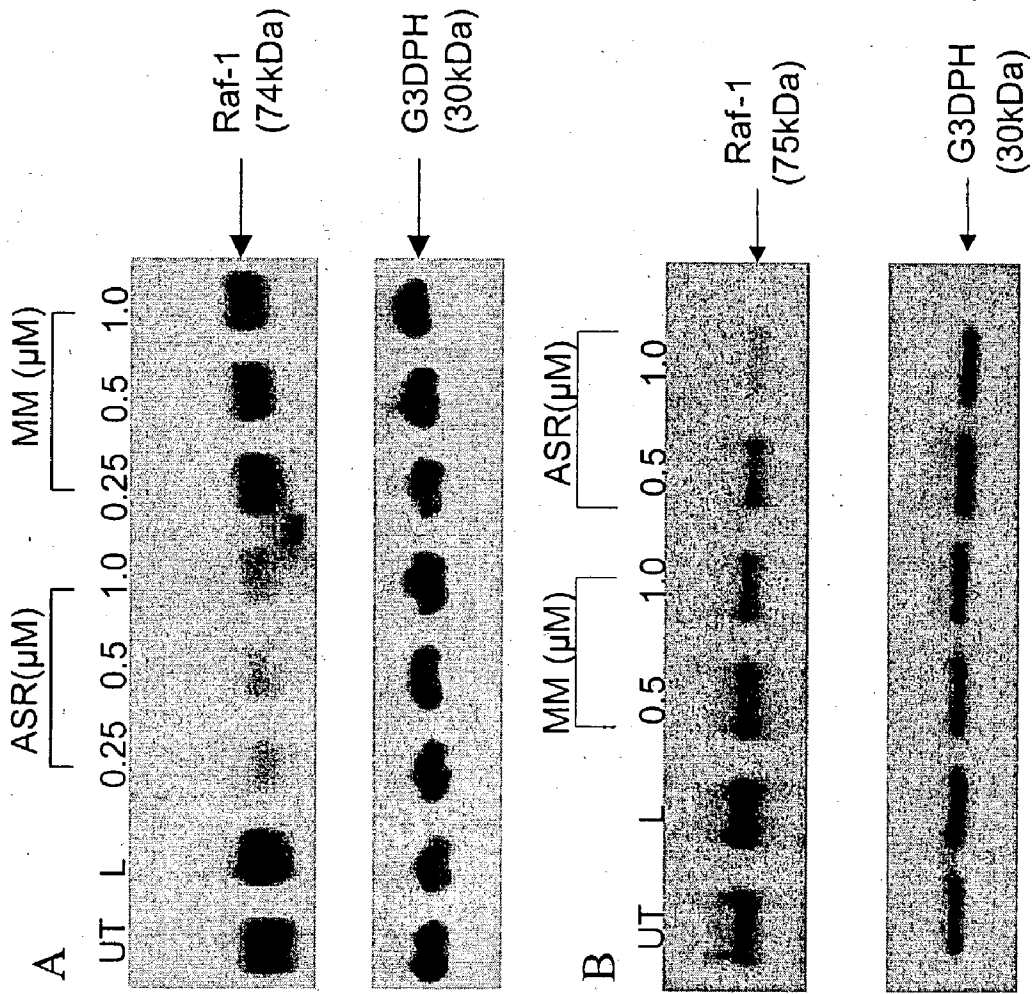 A
ASR(µM)
MM (µM)
UT L 0.25 0.5 1.0 0.25 0.5 1.0
Raf-1
(74kDa)
G3DPH
(30kDa)
B
MM (µM)
ASR(µM)
UT L 0.5 1.0 0.5 1.0
Raf-1
(75kDa)
G3DPH
(30kDa)